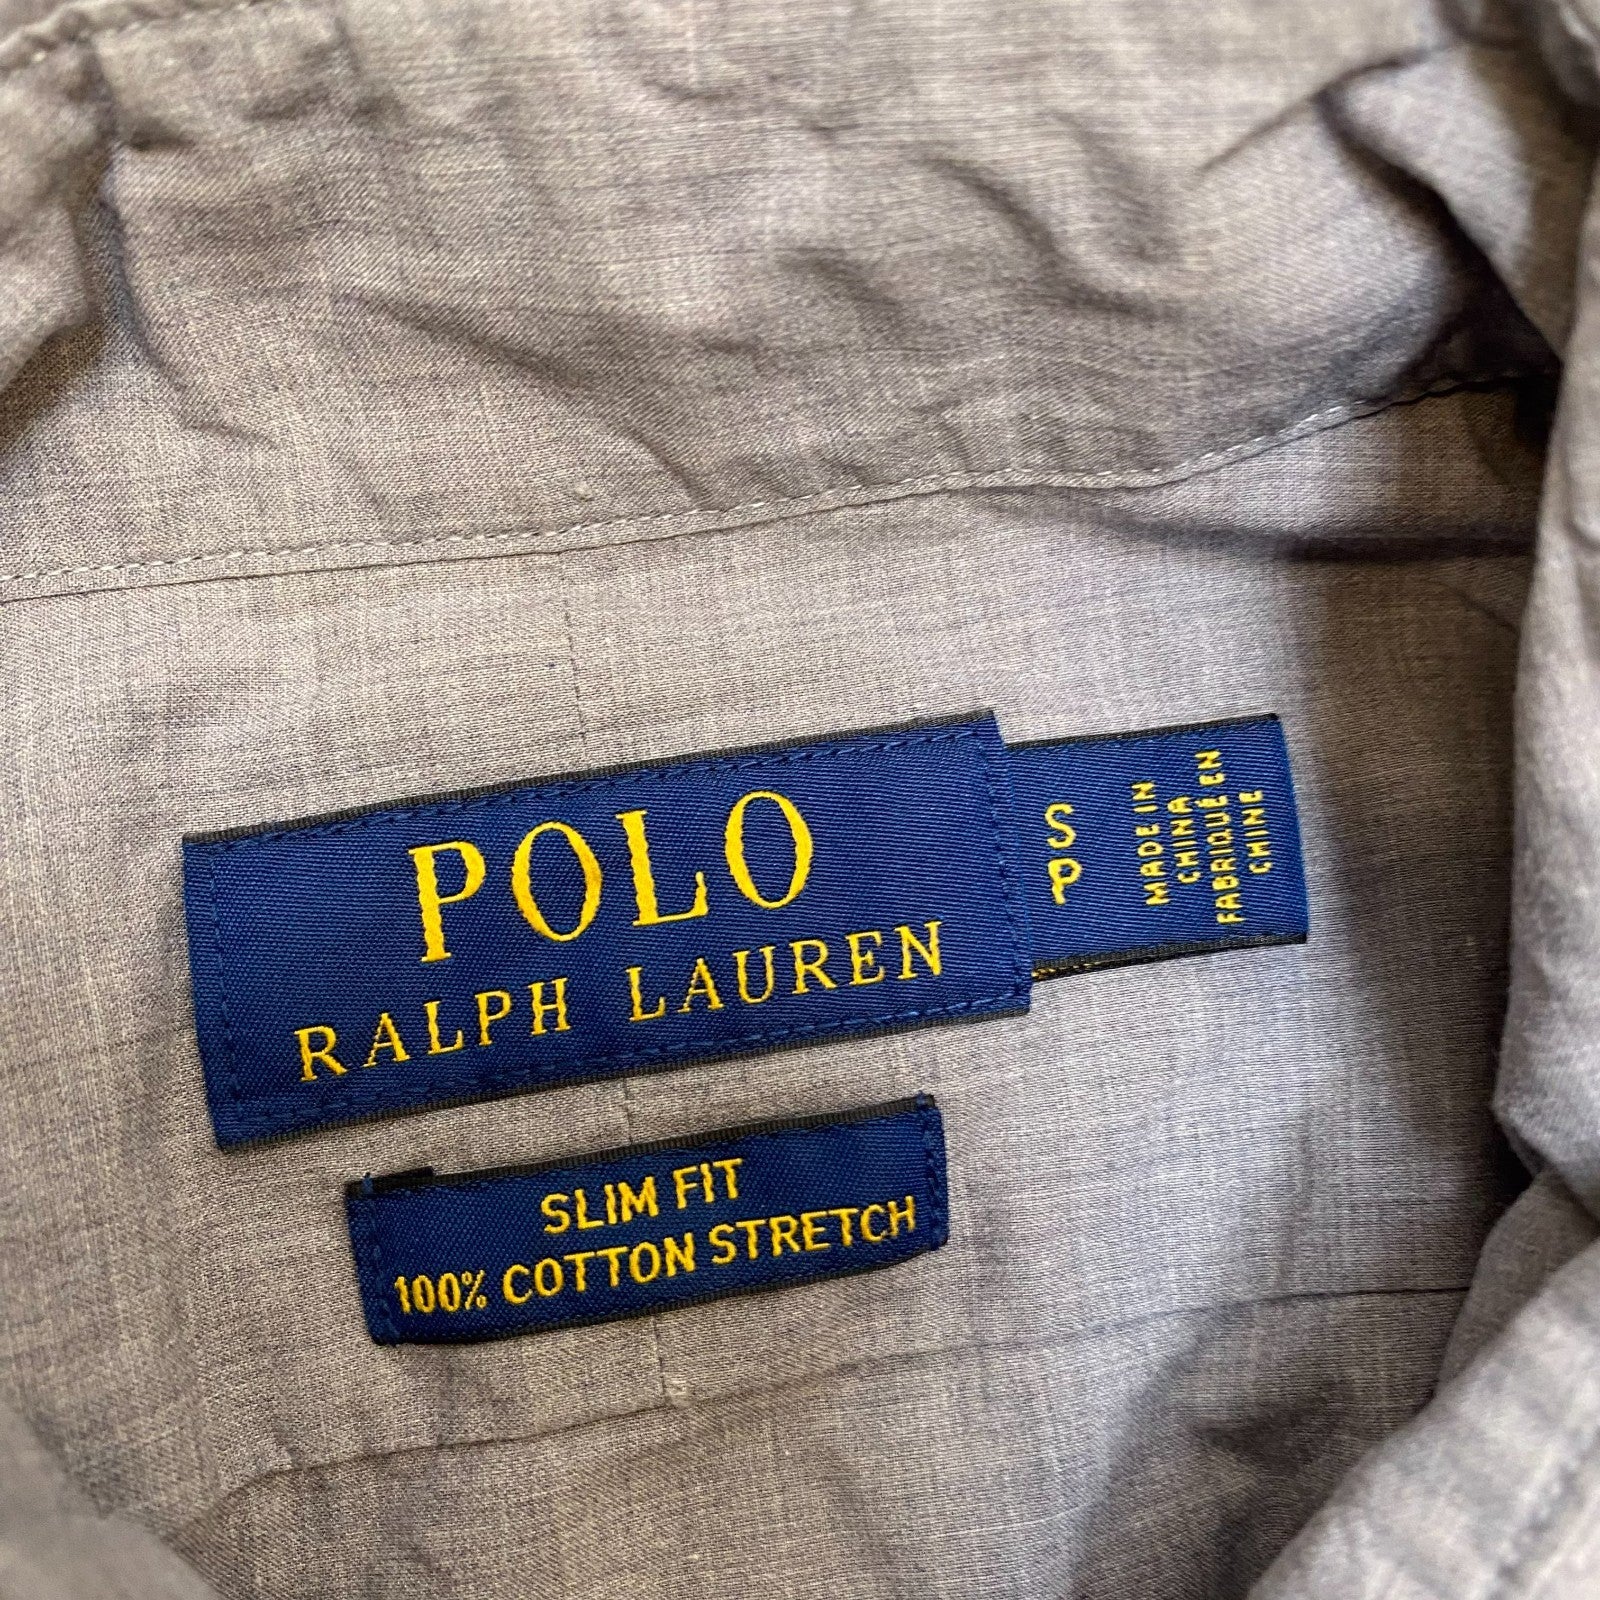 POLO
RALPH LAUREN
S
P
MADE IN
CHINA
FABRIQUÉ EN
CHINE
SLIM FIT
100% COTTON STRETCH